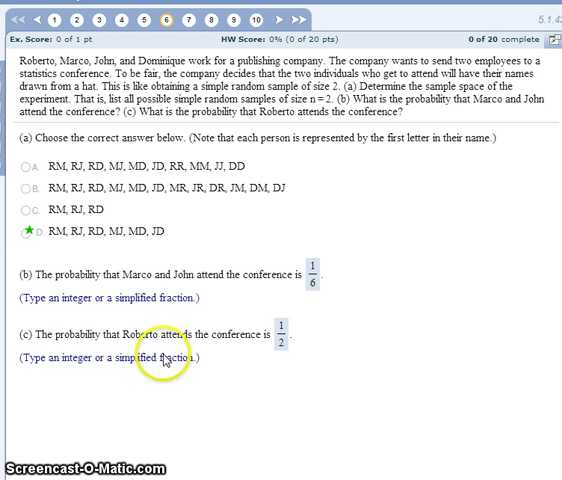 1 2 3 4 5 6 7 8 9 10
5.1.43
Ex. Score: 0 of 1 pt HW Score: 0% (0 of 20 pts) 0 of 20 complete
Roberto, Marco, John, and Dominique work for a publishing company. The company wants to send two employees to a
statistics conference. To be fair, the company decides that the two individuals who get to attend will have their names
drawn from a hat. This is like obtaining a simple random sample of size 2. (a) Determine the sample space of the
experiment. That is, list all possible simple random samples of size n = 2. (b) What is the probability that Marco and John
attend the conference? (c) What is the probability that Roberto attends the conference?
(a) Choose the correct answer below. (Note that each person is represented by the first letter in their name.)
A. RM, RJ, RD, MJ, MD, JD, RR, MM, JJ, DD
B. RM, RJ, RD, MJ, MD, JD, MR, JR, DR, JM, DM, DJ
C. RM, RJ, RD
D. RM, RJ, RD, MJ, MD, JD
(b) The probability that Marco and John attend the conference is 1/6.
(Type an integer or a simplified fraction.)
(c) The probability that Roberto attends the conference is 1/2.
(Type an integer or a simplified fraction.)
Screencast-O-Matic.com